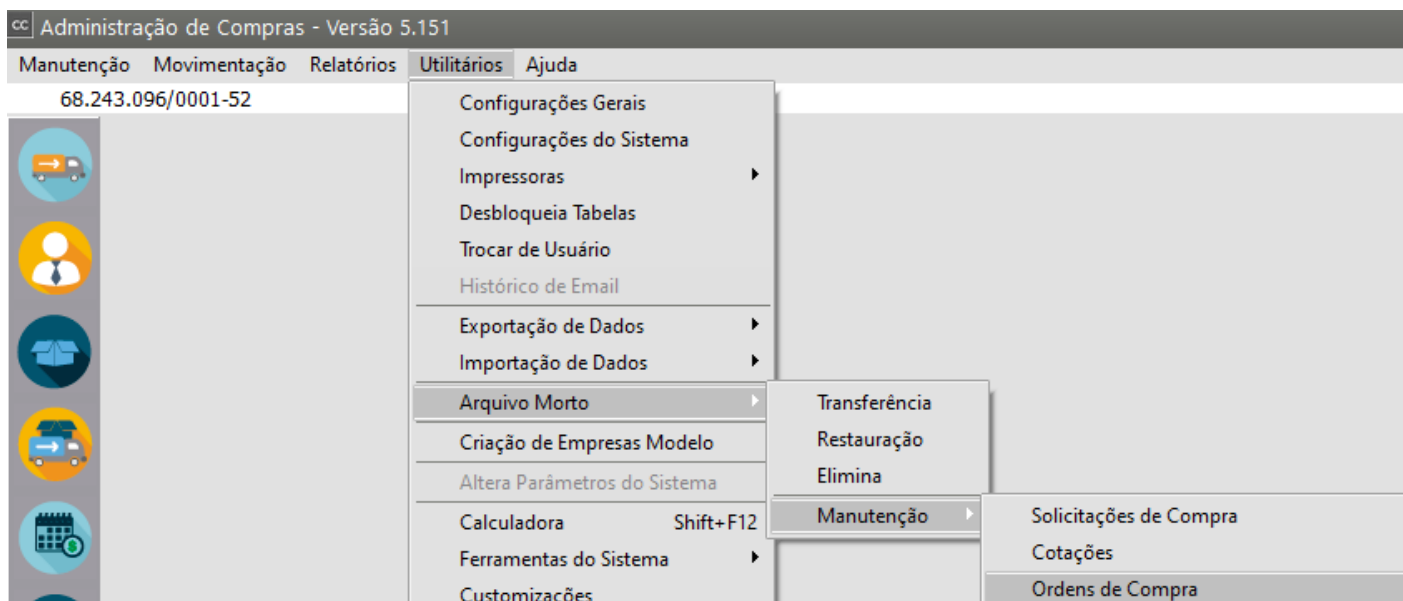 cc Administração de Compras - Versão 5.151
Manutenção Movimentação Relatórios Utilitários Ajuda
68.243.096/0001-52
Configurações Gerais
Configurações do Sistema
Impressoras
Desbloqueia Tabelas
Trocar de Usuário
Histórico de Email
Exportação de Dados
Importação de Dados
Arquivo Morto
Criação de Empresas Modelo
Altera Parâmetros do Sistema
Calculadora Shift+F12
Ferramentas do Sistema
Customizações
Transferência
Restauração
Elimina
Manutenção
Solicitações de Compra
Cotações
Ordens de Compra